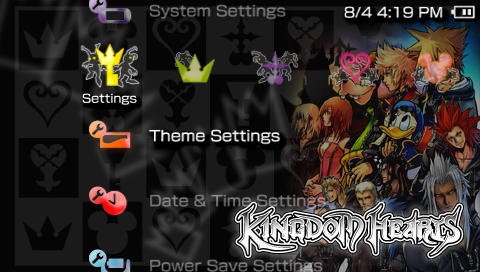 System Settings
8/4 4:19 PM
Settings
Theme Settings
Date & Time Settings
KINGDOM HEARTS
Power Save Settings